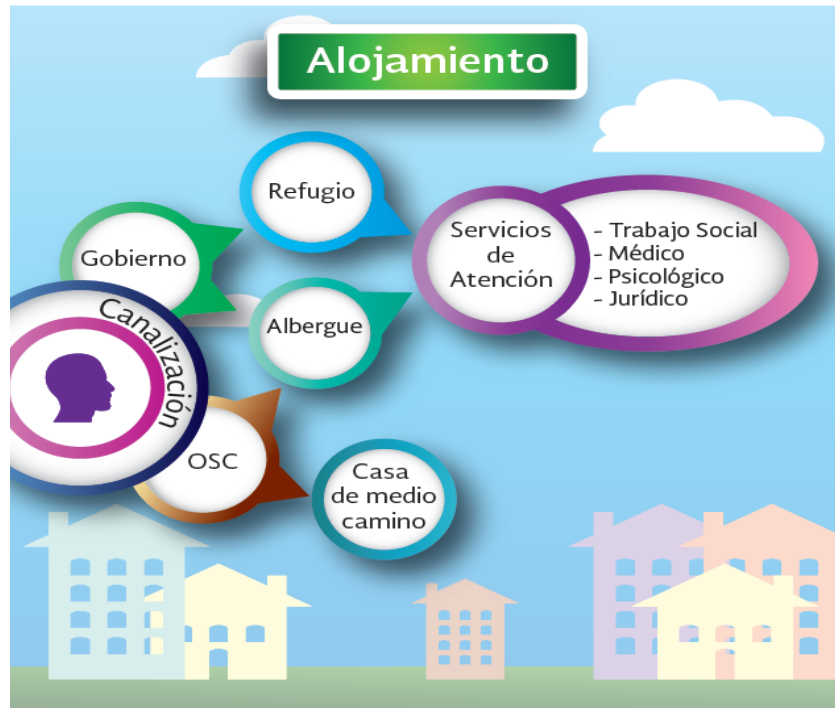 Alojamiento
Refugio
Gobierno
Servicios
de
Atención
- Trabajo Social
- Médico
- Psicológico
- Jurídico
Canalización
Albergue
OSC
Casa
de medio
camino